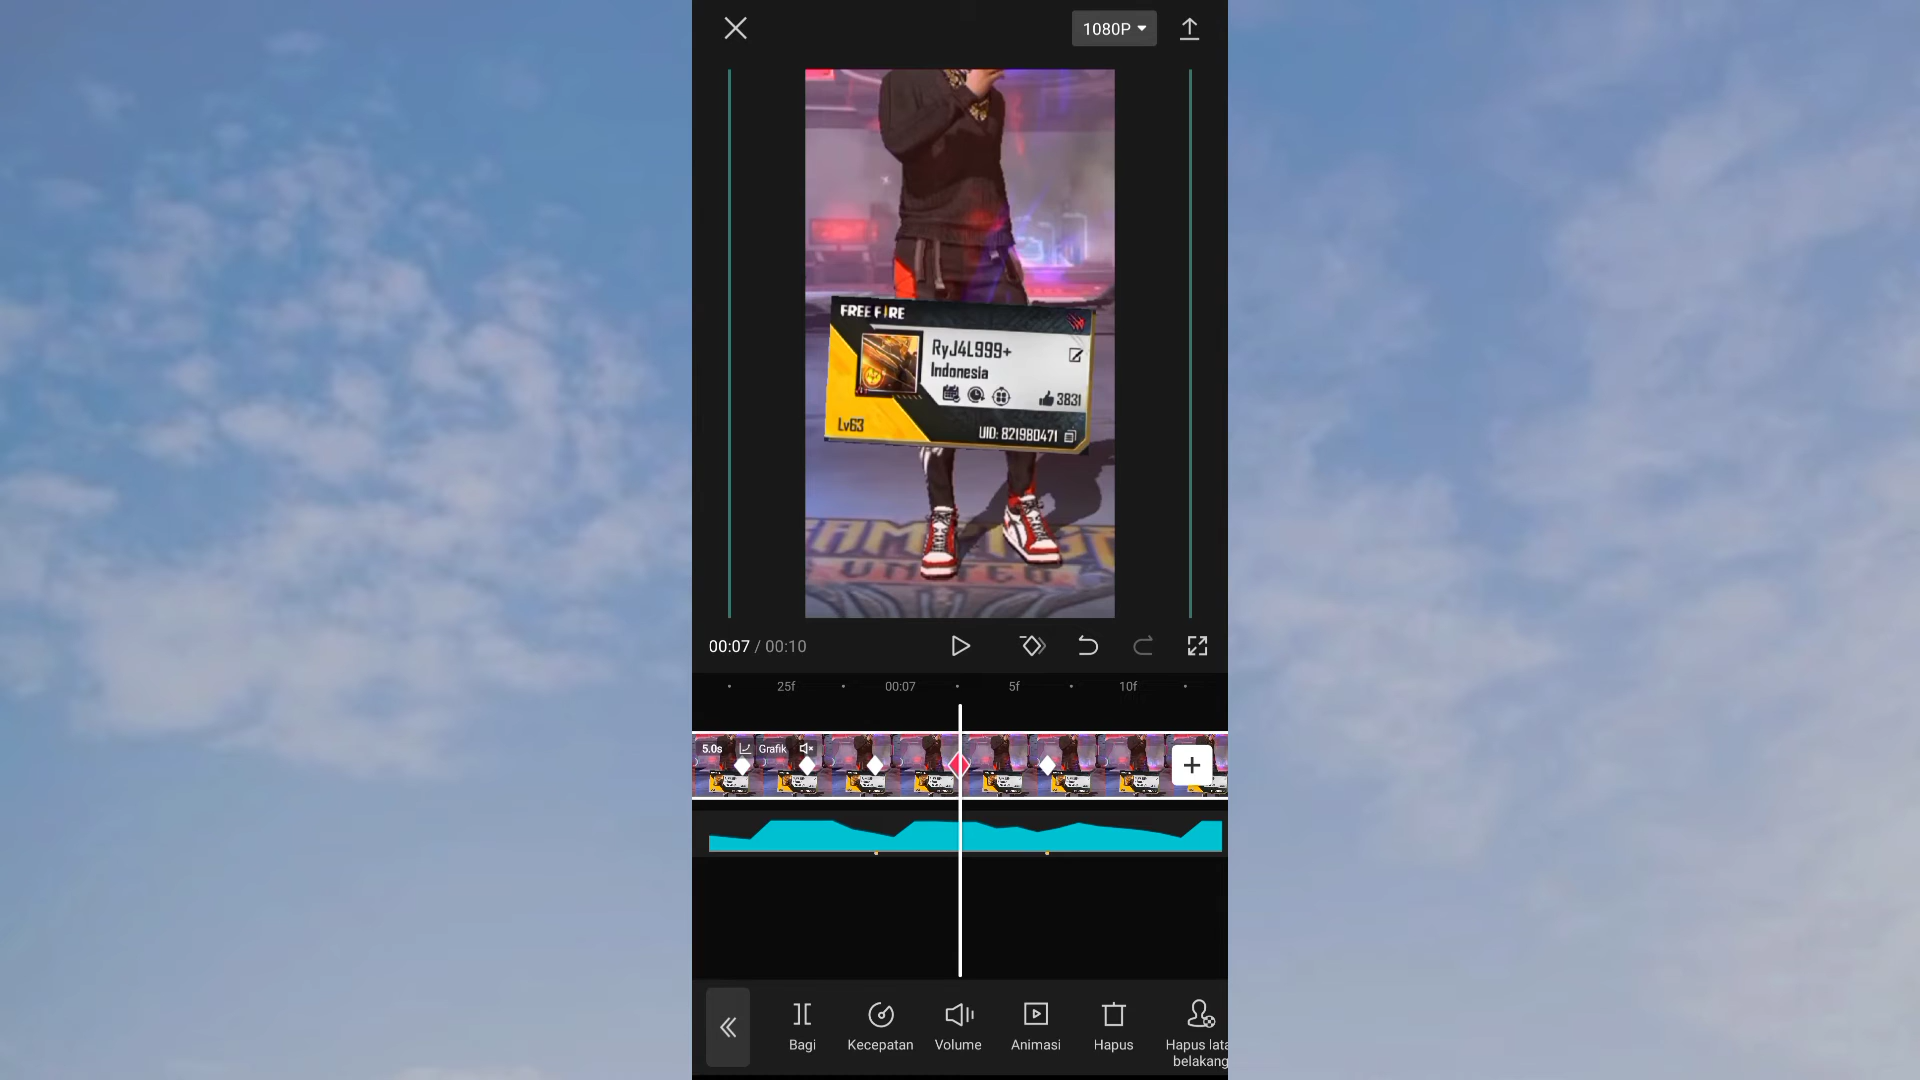 1080P
FREE FIRE
RyJ4L999+
Indonesia
3831
Lv63
UID: 821980471
UNITED
00:07 / 00:10
25f
00:07
5f
10f
5.0s
Grafik
Bagi
Kecepatan
Volume
Animasi
Hapus
Hapus lata
belakang